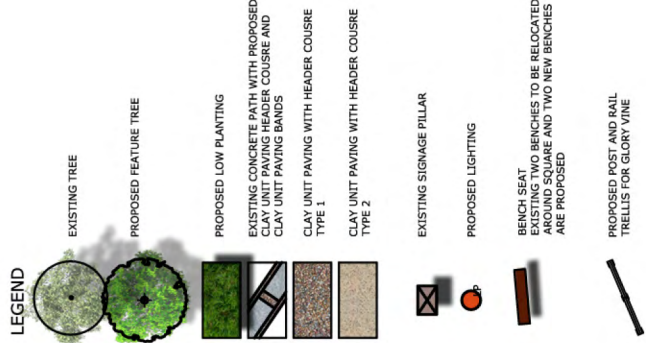 LEGEND
EXISTING TREE
PROPOSED FEATURE TREE
PROPOSED LOW PLANTING
EXISTING CONCRETE PATH WITH PROPOSED
CLAY UNIT PAVING HEADER COUSRE AND
CLAY UNIT PAVING BANDS
CLAY UNIT PAVING WITH HEADER COUSRE
TYPE 1
CLAY UNIT PAVING WITH HEADER COUSRE
TYPE 2
EXISTING SIGNAGE PILLAR
PROPOSED LIGHTING
BENCH SEAT
EXISTING TWO BENCHES TO BE RELOCATED
AROUND SQUARE AND TWO NEW BENCHES
ARE PROPOSED
PROPOSED POST AND RAIL
TRELLIS FOR GLORY VINE